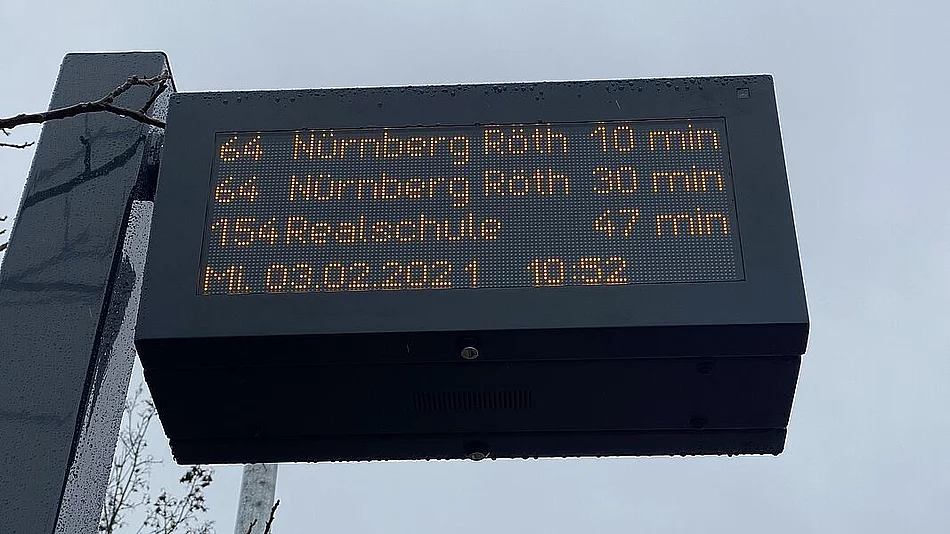 64 Nürnberg Röth 10 min
64 Nürnberg Röth 30 min
154 Realschule 47 min
Mi. 03.02.2021 10:52